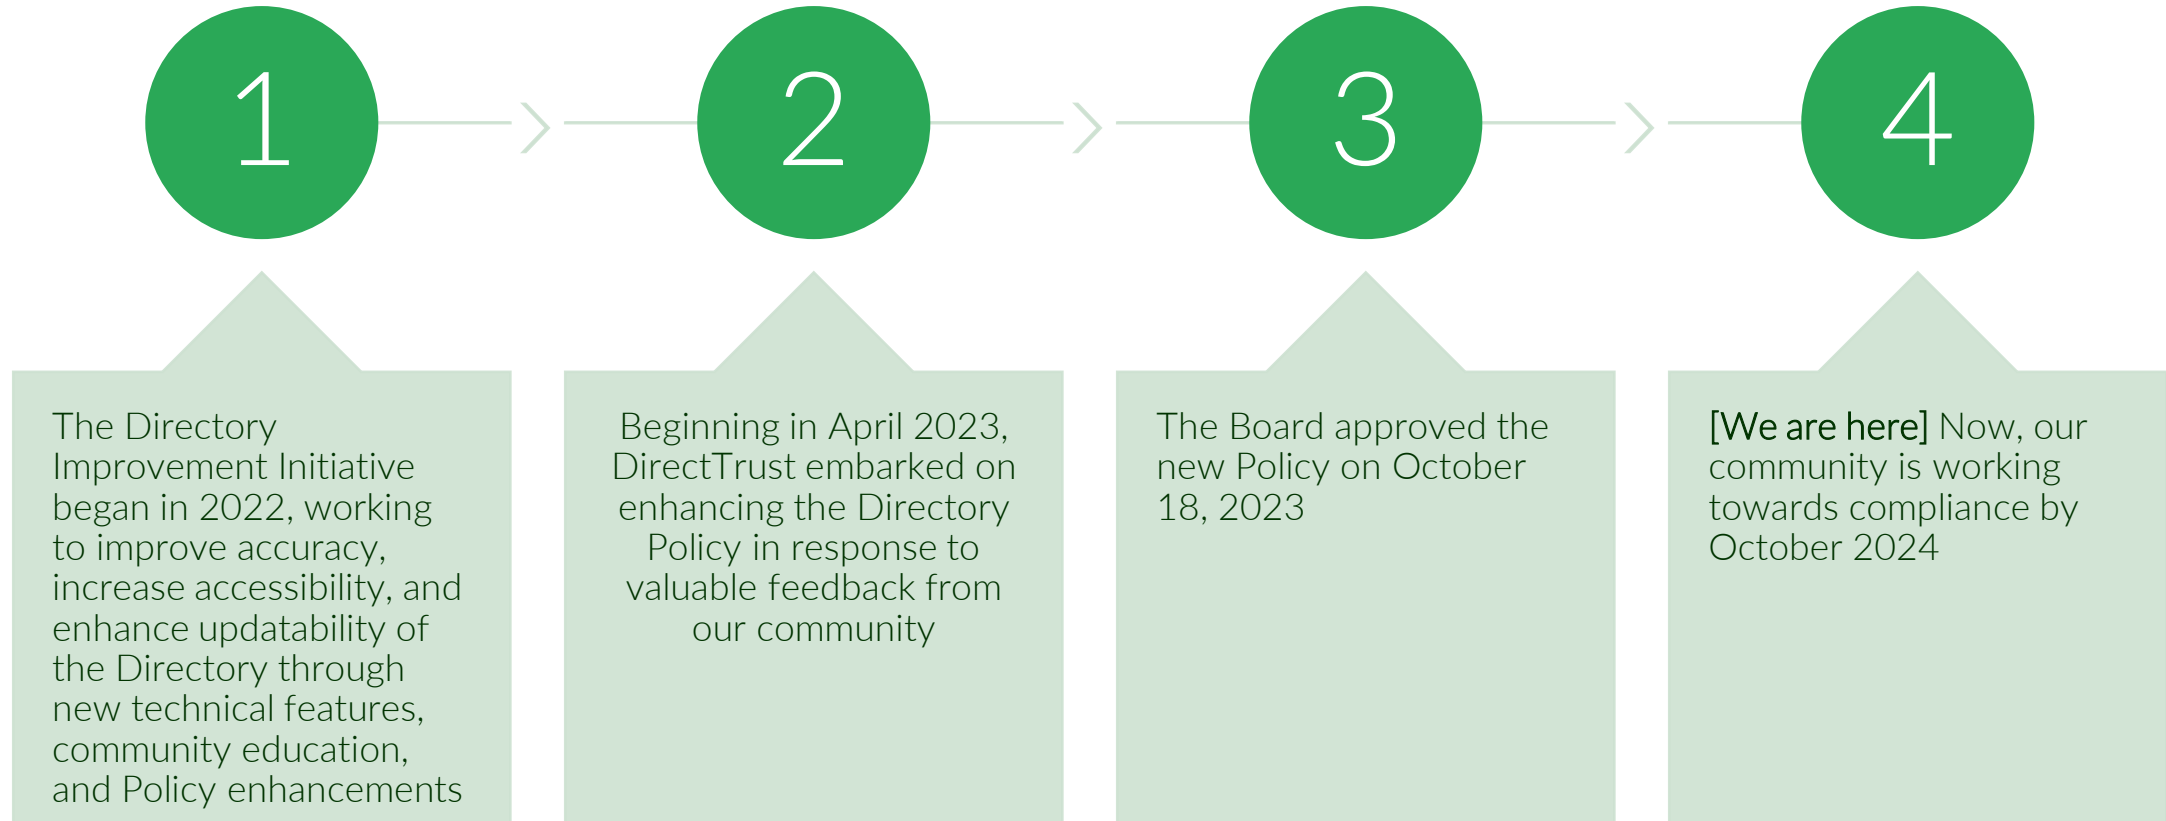 1
The Directory
Improvement Initiative
began in 2022, working
to improve accuracy,
increase accessibility, and
enhance updatability of
the Directory through
new technical features,
community education,
and Policy enhancements
2
Beginning in April 2023,
DirectTrust embarked on
enhancing the Directory
Policy in response to
valuable feedback from
our community
3
The Board approved the
new Policy on October
18, 2023
4
[We are here] Now, our
community is working
towards compliance by
October 2024